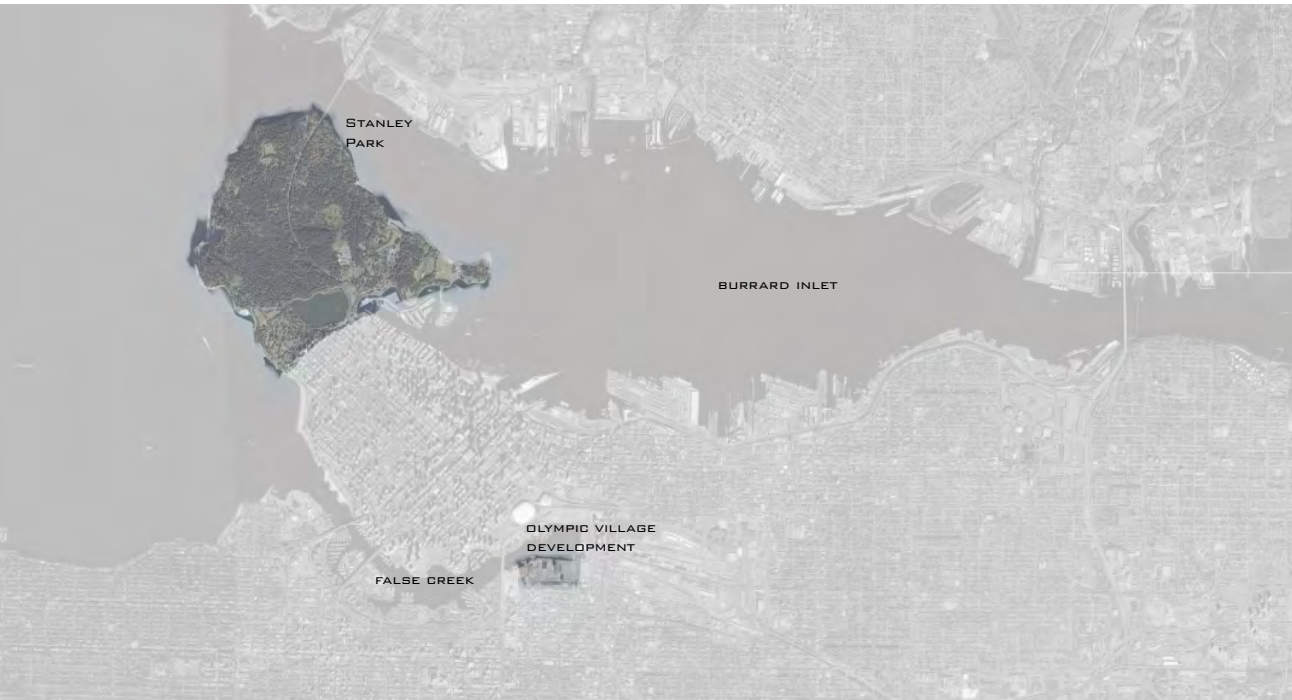 STANLEY
PARK
BURRARD INLET
OLYMPIC VILLAGE
DEVELOPMENT
FALSE CREEK